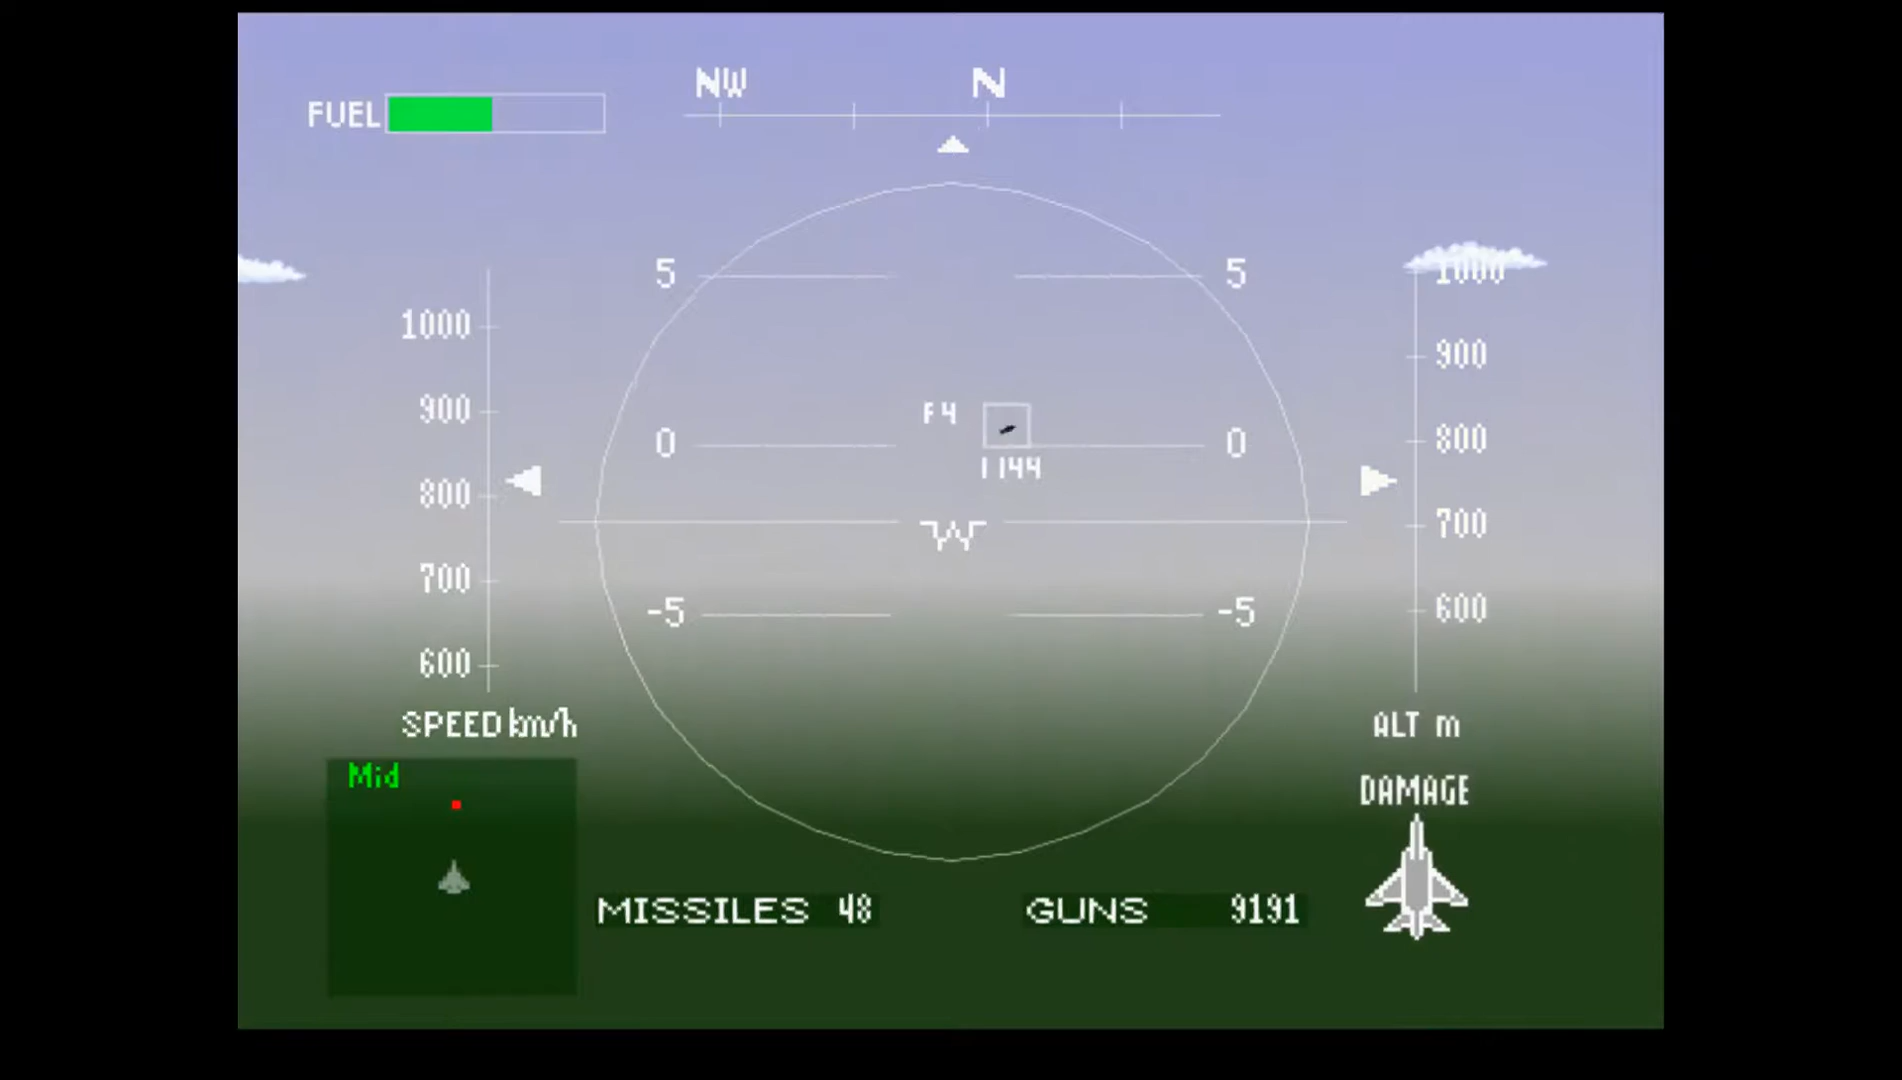 NW N
FUEL
5 5
1000 1000
900 900
F4
0 0
800 800
1144
700 700
-5 -5
600 600
SPEED km/h
ALT m
Mid
DAMAGE
MISSILES 48
GUNS 9191